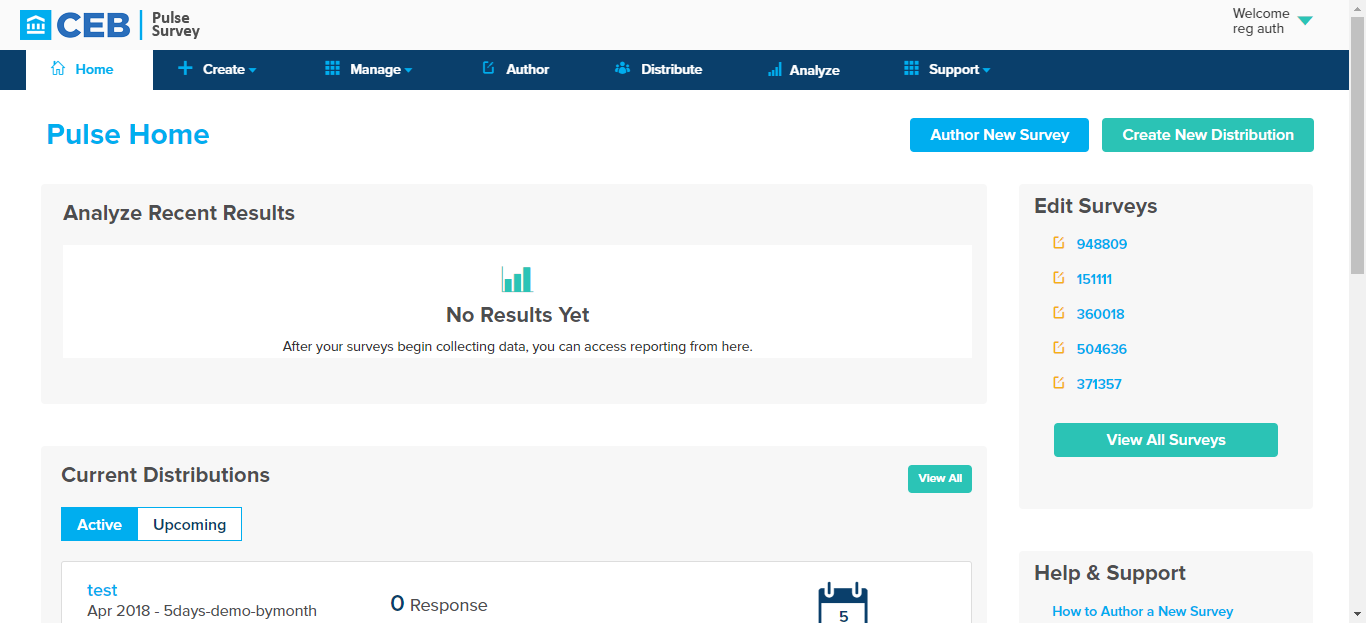 CEB
Pulse
Survey
Welcome
reg auth
Home
Create
Manage
Author
Distribute
Analyze
Support
Pulse Home
Author New Survey
Create New Distribution
Analyze Recent Results
No Results Yet
After your surveys begin collecting data, you can access reporting from here.
Edit Surveys
948809
151111
360018
504636
371357
View All Surveys
Current Distributions
View All
Active
Upcoming
test
Apr 2018 - 5days-demo-bymonth
0 Response
5
Help & Support
How to Author a New Survey